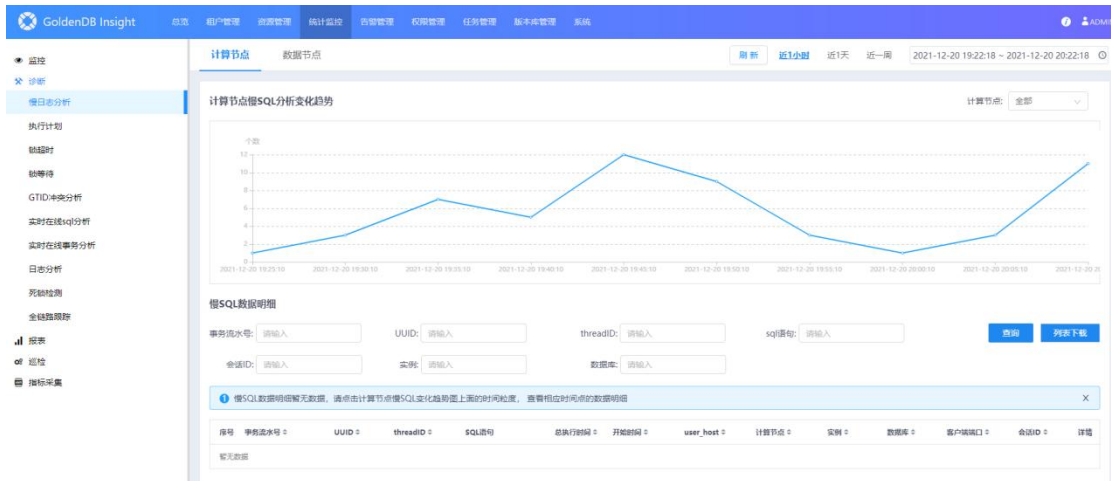 GoldenDB Insight 总览 租户管理 资源管理 统计监控 告警管理 权限管理 任务管理 版本库管理 系统 ADMI
监控
诊断
慢日志分析
执行计划
锁超时
锁等待
GTID冲突分析
实时在线sql分析
实时在线事务分析
日志分析
死锁检测
全链路跟踪
报表
巡检
指标采集
计算节点 数据节点 刷新 近1小时 近1天 近一周 2021-12-20 19:22:18 ~ 2021-12-20 20:22:18
计算节点慢SQL分析变化趋势 计算节点: 全部
个数
12
10
8
6
4
2
0
2021-12-20 19:25:10 2021-12-20 19:30:10 2021-12-20 19:35:10 2021-12-20 19:40:10 2021-12-20 19:45:10 2021-12-20 19:50:10 2021-12-20 19:55:10 2021-12-20 20:00:10 2021-12-20 20:05:10 2021-12-20 20
慢SQL数据明细
事务流水号: 请输入 UUID: 请输入 threadID: 请输入 sql语句: 请输入 查询 列表下载
会话ID: 请输入 实例: 请输入 数据库: 请输入
慢SQL数据明细暂无数据，请点击计算节点慢SQL变化趋势图上面的时间粒度， 查看相应时间点的数据明细 X
序号 事务流水号 UUID threadID SQL语句 总执行时间 开始时间 user_host 计算节点 实例 数据库 客户端端口 会话ID 详情
暂无数据